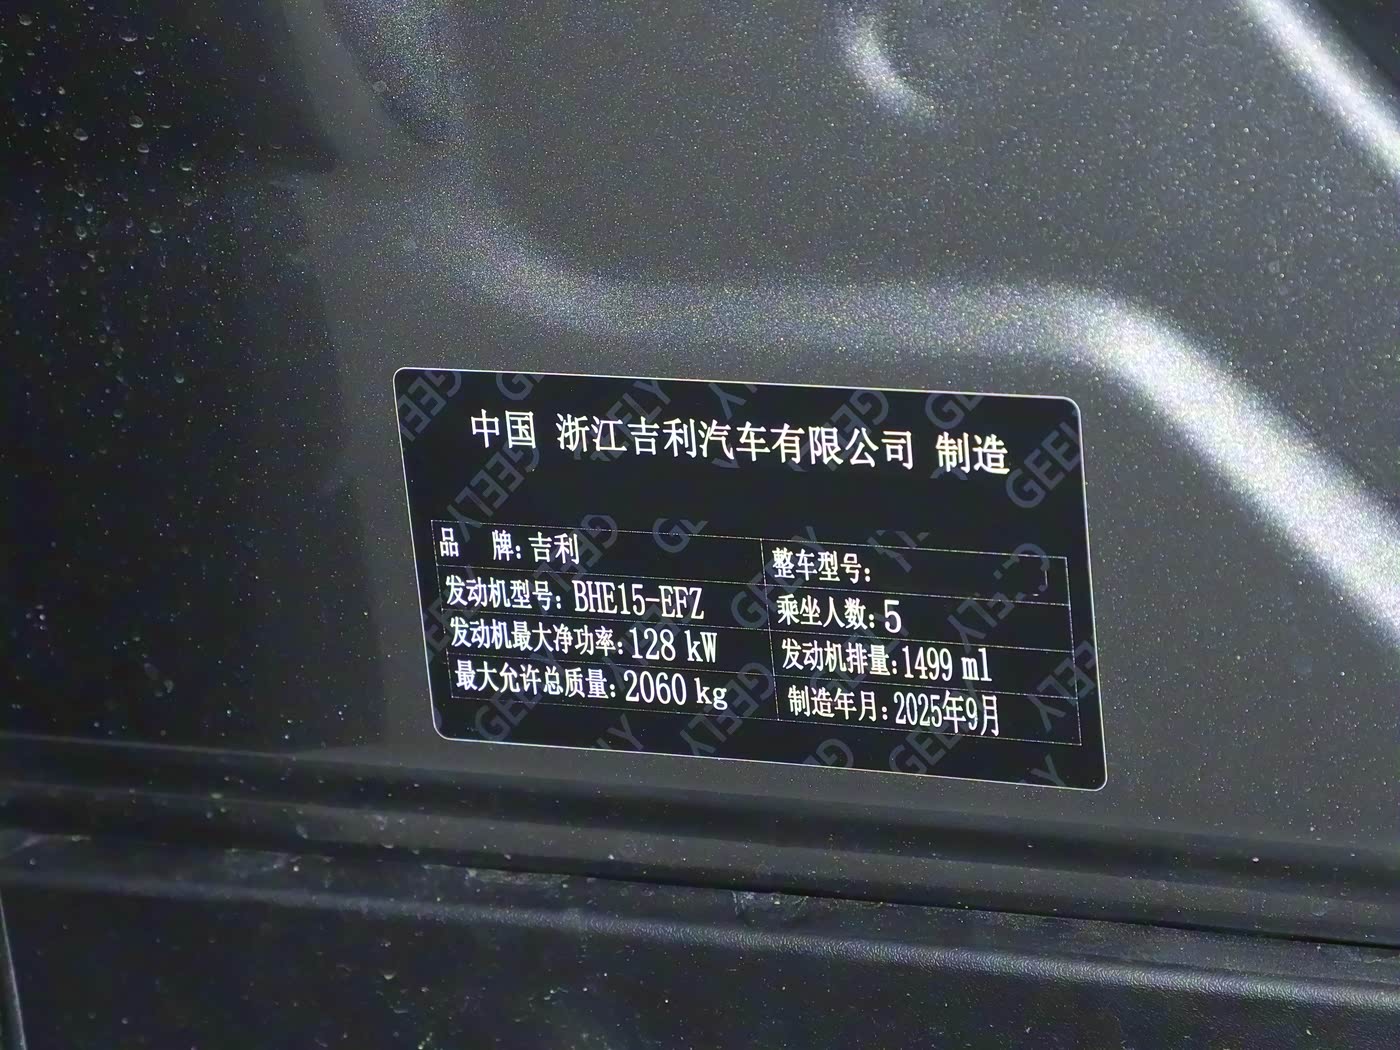 中国 浙江吉利汽车有限公司 制造
品 牌: 吉利
整车型号:
发动机型号: BHE15-EFZ
乘坐人数: 5
发动机最大净功率: 128 kW
发动机排量: 1499 ml
最大允许总质量: 2060 kg
制造年月: 2025年9月